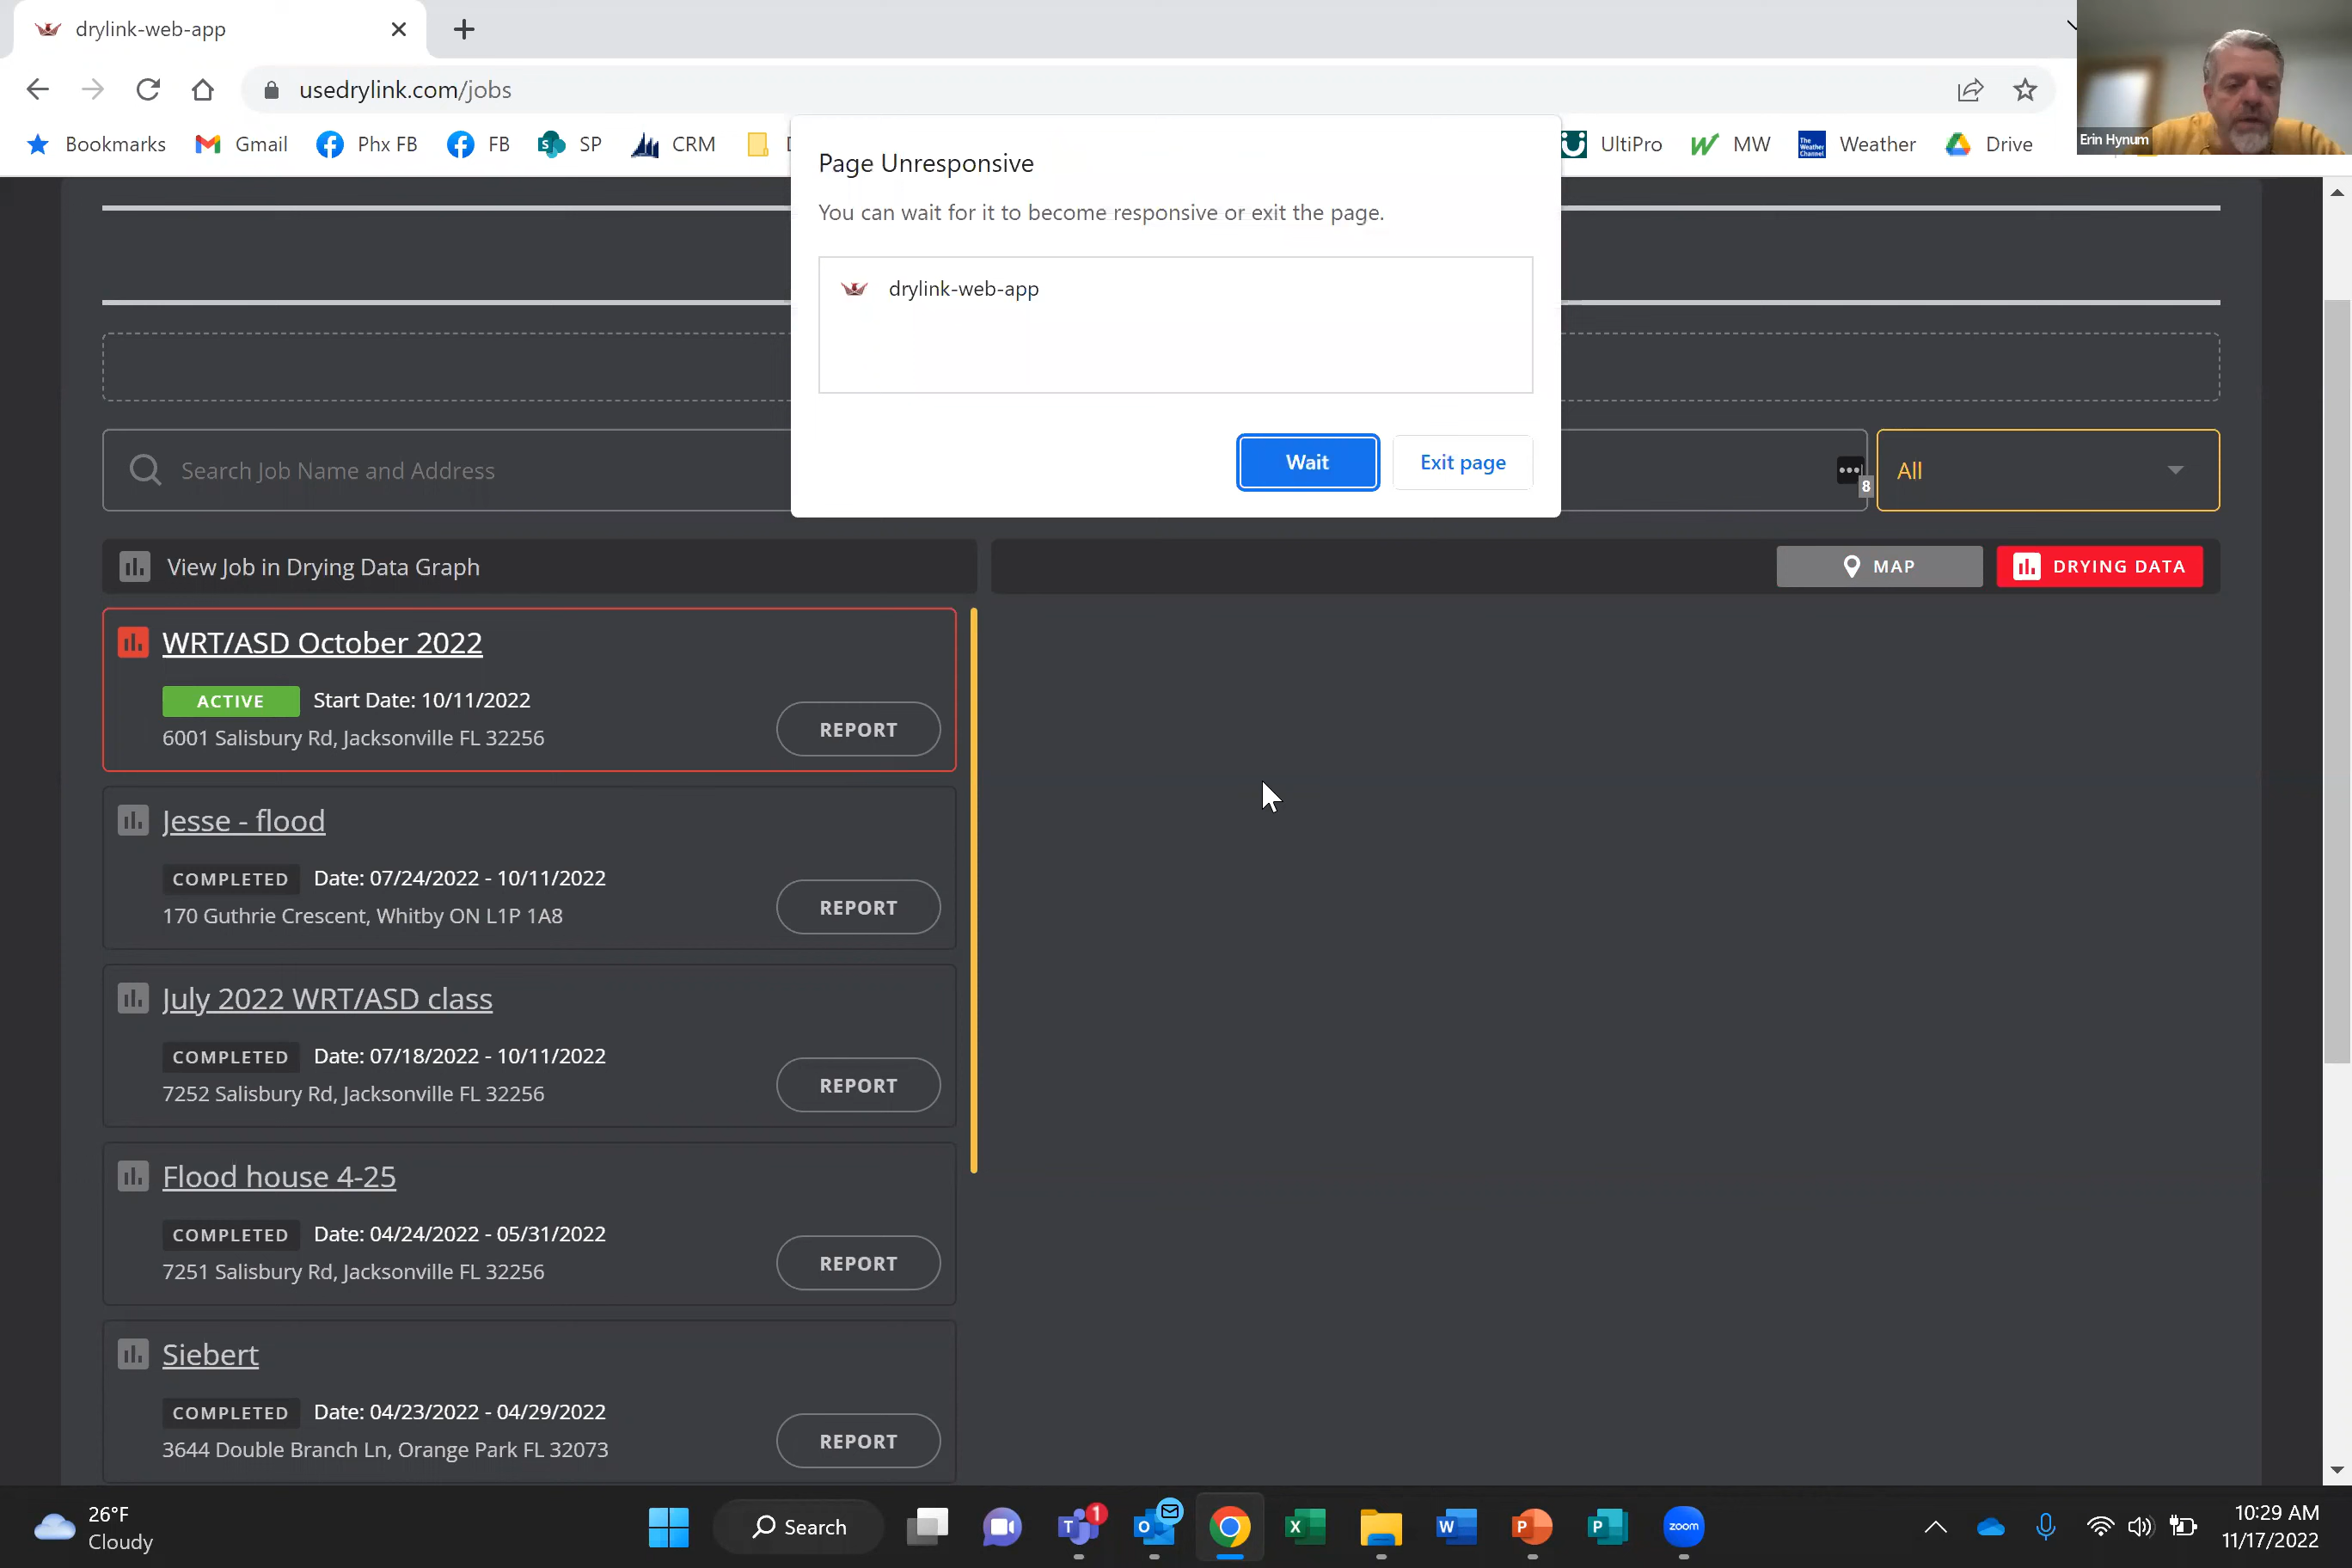 drylink-web-app
usedrylink.com/jobs
Erin Hynum
Bookmarks Gmail Phx FB FB SP CRM UltiPro MW Weather Drive
Page Unresponsive
You can wait for it to become responsive or exit the page.
drylink-web-app
Wait Exit page
Search Job Name and Address
8
All
View Job in Drying Data Graph
MAP DRYING DATA
WRT/ASD October 2022
ACTIVE Start Date: 10/11/2022
6001 Salisbury Rd, Jacksonville FL 32256
REPORT
Jesse - flood
COMPLETED Date: 07/24/2022 - 10/11/2022
170 Guthrie Crescent, Whitby ON L1P 1A8
REPORT
July 2022 WRT/ASD class
COMPLETED Date: 07/18/2022 - 10/11/2022
7252 Salisbury Rd, Jacksonville FL 32256
REPORT
Flood house 4-25
COMPLETED Date: 04/24/2022 - 05/31/2022
7251 Salisbury Rd, Jacksonville FL 32256
REPORT
Siebert
COMPLETED Date: 04/23/2022 - 04/29/2022
3644 Double Branch Ln, Orange Park FL 32073
REPORT
26°F
Cloudy
Search
1
zoom
10:29 AM
11/17/2022